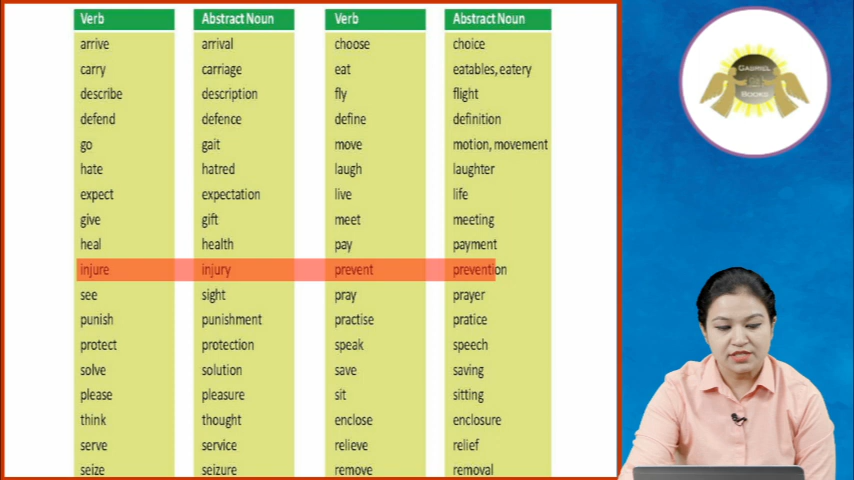 Verb Abstract Noun Verb Abstract Noun
arrive arrival choose choice
carry carriage eat eatables, eatery
describe description fly flight
defend defence define definition
go gait move motion, movement
hate hatred laugh laughter
expect expectation live life
give gift meet meeting
heal health pay payment
injure injury prevent prevention
see sight pray prayer
punish punishment practise pratice
protect protection speak speech
solve solution save saving
please pleasure sit sitting
think thought enclose enclosure
serve service relieve relief
seize seizure remove removal
GABRIEL
BOOKS